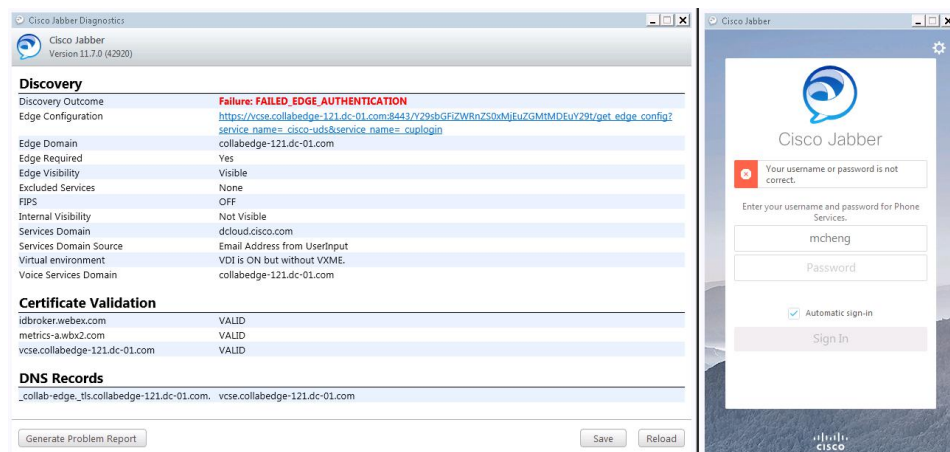 Cisco Jabber Diagnostics
Cisco Jabber
Version 11.7.0 (42920)
Discovery
Discovery Outcome Failure: FAILED_EDGE_AUTHENTICATION
Edge Configuration https://vcse.collabedge-121.dc-01.com:8443/Y29sbGFiZWRnZS0xMjEuZGMtMDEuY29t/get_edge_config?
service_name=_cisco-uds&service_name=_cuplogin
Edge Domain collabedge-121.dc-01.com
Edge Required Yes
Edge Visibility Visible
Excluded Services None
FIPS OFF
Internal Visibility Not Visible
Services Domain dcloud.cisco.com
Services Domain Source Email Address from UserInput
Virtual environment VDI is ON but without VXME.
Voice Services Domain collabedge-121.dc-01.com
Certificate Validation
idbroker.webex.com VALID
metrics-a.wbx2.com VALID
vcse.collabedge-121.dc-01.com VALID
DNS Records
_collab-edge._tls.collabedge-121.dc-01.com. vcse.collabedge-121.dc-01.com
Generate Problem Report
Save
Reload
Cisco Jabber
Cisco Jabber
Your username or password is not
correct.
Enter your username and password for Phone
Services.
mcheng
Password
Automatic sign-in
Sign In
CISCO